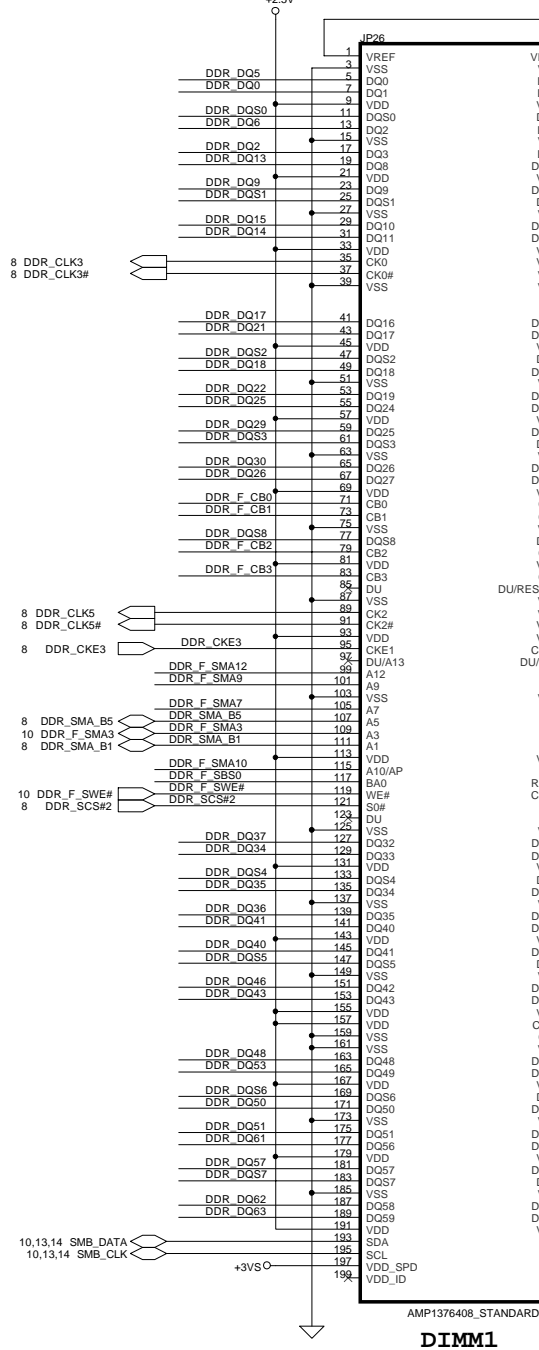 +2.5V
JP26
1 VREF
3 VSS
DDR_DQ5 5 DQ0
DDR_DQ0 7 DQ1
9 VDD
DDR_DQS0 11 DQS0
DDR_DQ6 13 DQ2
15 VSS
DDR_DQ2 17 DQ3
DDR_DQ13 19 DQ8
21 VDD
DDR_DQ9 23 DQ9
DDR_DQS1 25 DQS1
27 VSS
DDR_DQ15 29 DQ10
DDR_DQ14 31 DQ11
33 VDD
8 DDR_CLK3 35 CK0
8 DDR_CLK3# 37 CK0#
39 VSS
DDR_DQ17 41 DQ16
DDR_DQ21 43 DQ17
45 VDD
DDR_DQS2 47 DQS2
DDR_DQ18 49 DQ18
51 VSS
DDR_DQ22 53 DQ19
DDR_DQ25 55 DQ24
57 VDD
DDR_DQ29 59 DQ25
DDR_DQS3 61 DQS3
63 VSS
DDR_DQ30 65 DQ26
DDR_DQ26 67 DQ27
69 VDD
DDR_F_CB0 71 CB0
DDR_F_CB1 73 CB1
75 VSS
DDR_DQS8 77 DQS8
DDR_F_CB2 79 CB2
81 VDD
DDR_F_CB3 83 CB3
85 DU DU/RES
87 VSS
8 DDR_CLK5 89 CK2
8 DDR_CLK5# 91 CK2#
93 VDD
8 DDR_CKE3 DDR_CKE3 95 CKE1
97 DU/A13 DU/
DDR_F_SMA12 99 A12
DDR_F_SMA9 101 A9
103 VSS
DDR_F_SMA7 105 A7
8 DDR_SMA_B5 DDR_SMA_B5 107 A5
10 DDR_F_SMA3 DDR_F_SMA3 109 A3
8 DDR_SMA_B1 DDR_SMA_B1 111 A1
113 VDD
DDR_F_SMA10 115 A10/AP
DDR_F_SBS0 117 BA0
10 DDR_F_SWE# DDR_F_SWE# 119 WE#
8 DDR_SCS#2 DDR_SCS#2 121 S0#
123 DU
125 VSS
DDR_DQ37 127 DQ32
DDR_DQ34 129 DQ33
131 VDD
DDR_DQS4 133 DQS4
DDR_DQ35 135 DQ34
137 VSS
DDR_DQ36 139 DQ35
DDR_DQ41 141 DQ40
143 VDD
DDR_DQ40 145 DQ41
DDR_DQS5 147 DQS5
149 VSS
DDR_DQ46 151 DQ42
DDR_DQ43 153 DQ43
155 VDD
157 VDD
159 VSS
161 VSS
DDR_DQ48 163 DQ48
DDR_DQ53 165 DQ49
167 VDD
DDR_DQS6 169 DQS6
DDR_DQ50 171 DQ50
173 VSS
DDR_DQ51 175 DQ51
DDR_DQ61 177 DQ56
179 VDD
DDR_DQ57 181 DQ57
DDR_DQS7 183 DQS7
185 VSS
DDR_DQ62 187 DQ58
DDR_DQ63 189 DQ59
191 VDD
10,13,14 SMB_DATA 193 SDA
10,13,14 SMB_CLK 195 SCL
+3VS 197 VDD_SPD
199 VDD_ID
AMP1376408_STANDARD
DIMM1